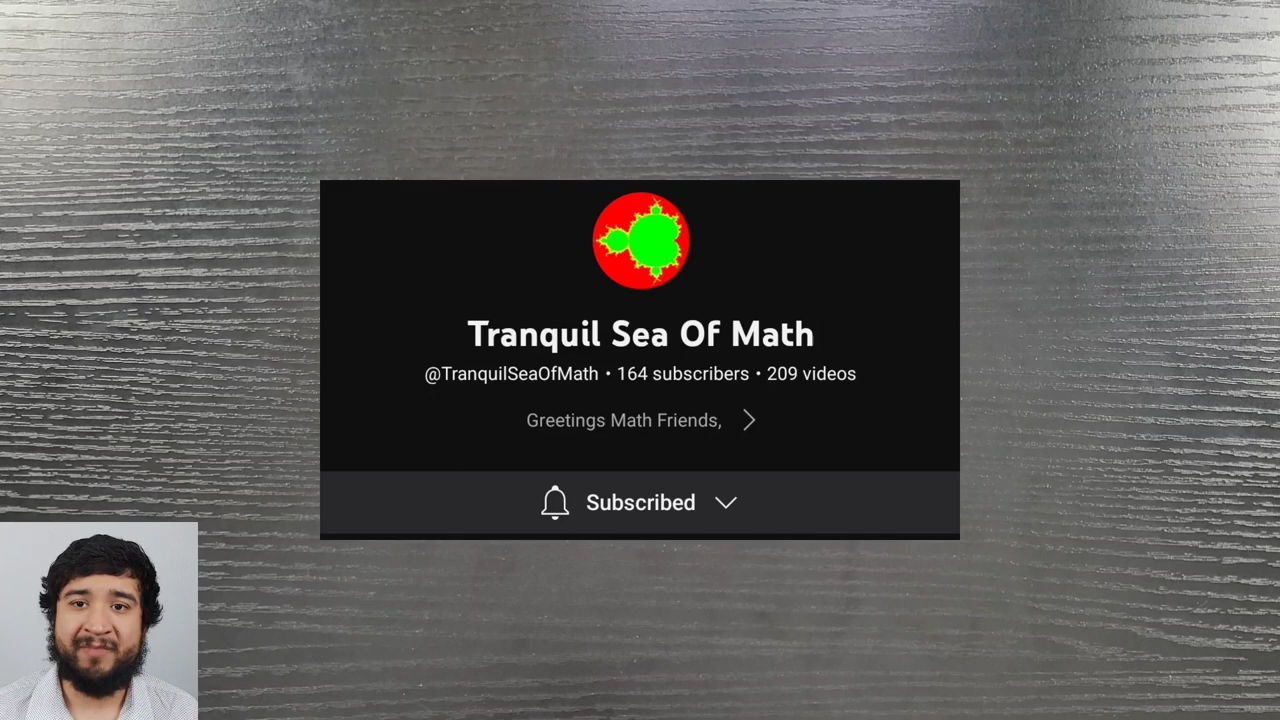 Tranquil Sea Of Math
@TranquilSeaOfMath • 164 subscribers • 209 videos
Greetings Math Friends,
Subscribed